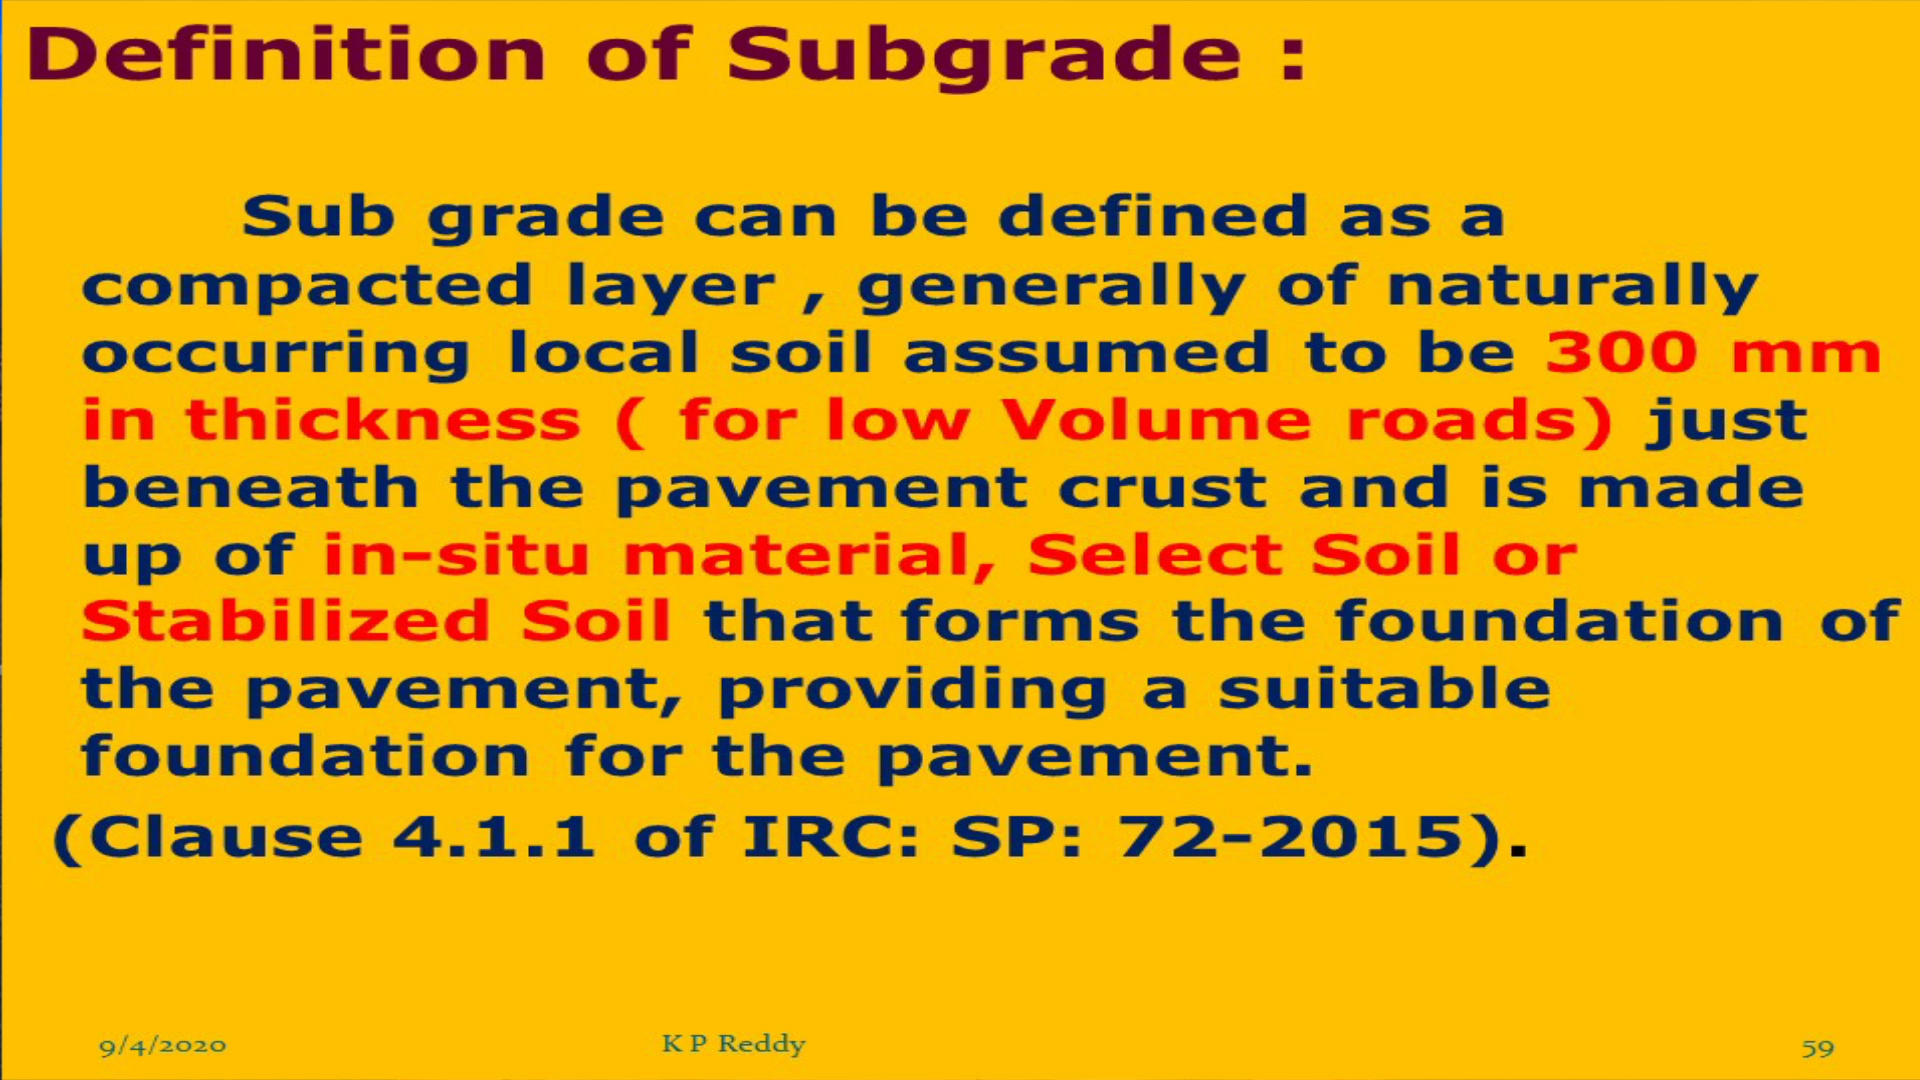 Definition of Subgrade :
Sub grade can be defined as a
compacted layer , generally of naturally
occurring local soil assumed to be 300 mm
in thickness ( for low Volume roads) just
beneath the pavement crust and is made
up of in-situ material, Select Soil or
Stabilized Soil that forms the foundation of
the pavement, providing a suitable
foundation for the pavement.
(Clause 4.1.1 of IRC: SP: 72-2015).
9/4/2020
K P Reddy
59